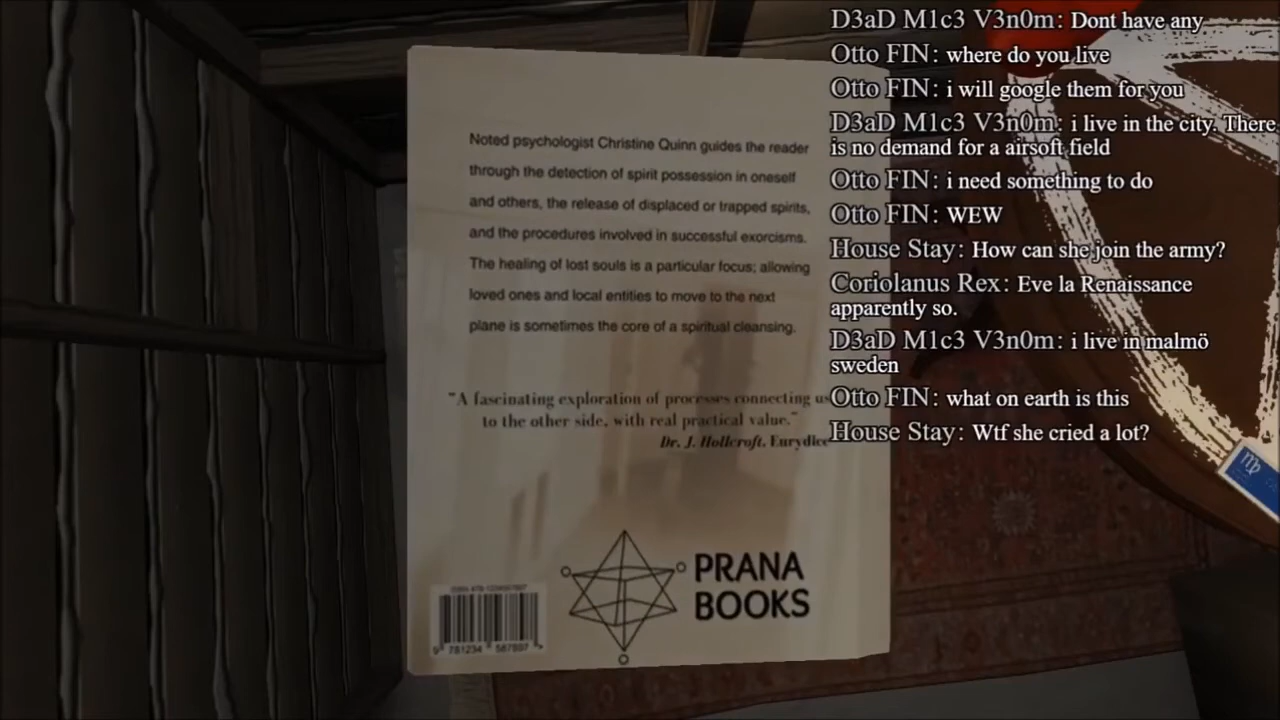 Noted psychologist Christine Quinn guides the reader
through the detection of spirit possession in oneself
and others, the release of displaced or trapped spirits,
and the procedures involved in successful exorcisms.
The healing of lost souls is a particular focus; allowing
loved ones and local entities to move to the next
plane is sometimes the core of a spiritual cleansing.
"A fascinating exploration of processes connecting us
to the other side, with real practical value."
Dr. J. Hollcroft, Eurydice
PRANA
BOOKS
D3aD M1c3 V3n0m: Dont have any
Otto FIN: where do you live
Otto FIN: i will google them for you
D3aD M1c3 V3n0m: i live in the city. There
is no demand for a airsoft field
Otto FIN: i need something to do
Otto FIN: WEW
House Stay: How can she join the army?
Coriolanus Rex: Eve la Renaissance
apparently so.
D3aD M1c3 V3n0m: i live in malmö
sweden
Otto FIN: what on earth is this
House Stay: Wtf she cried a lot?